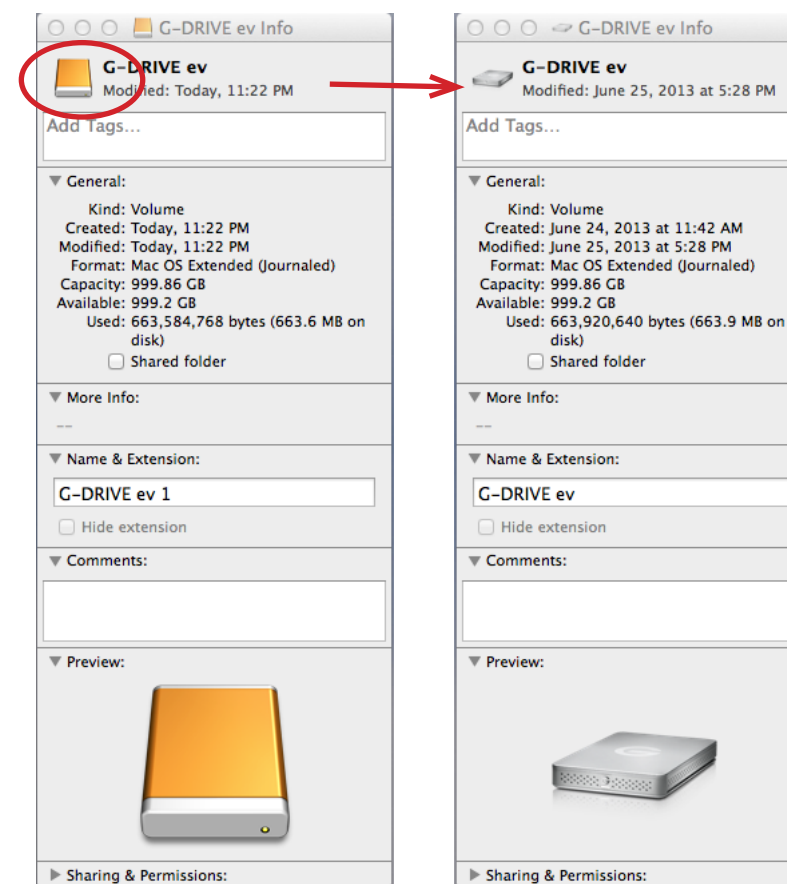 G-DRIVE ev Info
G-DRIVE ev
Modified: Today, 11:22 PM
Add Tags...
General:
Kind: Volume
Created: Today, 11:22 PM
Modified: Today, 11:22 PM
Format: Mac OS Extended (Journaled)
Capacity: 999.86 GB
Available: 999.2 GB
Used: 663,584,768 bytes (663.6 MB on
disk)
Shared folder
More Info:
--
Name & Extension:
G-DRIVE ev 1
Hide extension
Comments:
Preview:
Sharing & Permissions:
G-DRIVE ev Info
G-DRIVE ev
Modified: June 25, 2013 at 5:28 PM
Add Tags...
General:
Kind: Volume
Created: June 24, 2013 at 11:42 AM
Modified: June 25, 2013 at 5:28 PM
Format: Mac OS Extended (Journaled)
Capacity: 999.86 GB
Available: 999.2 GB
Used: 663,920,640 bytes (663.9 MB on
disk)
Shared folder
More Info:
--
Name & Extension:
G-DRIVE ev
Hide extension
Comments:
Preview:
Sharing & Permissions: